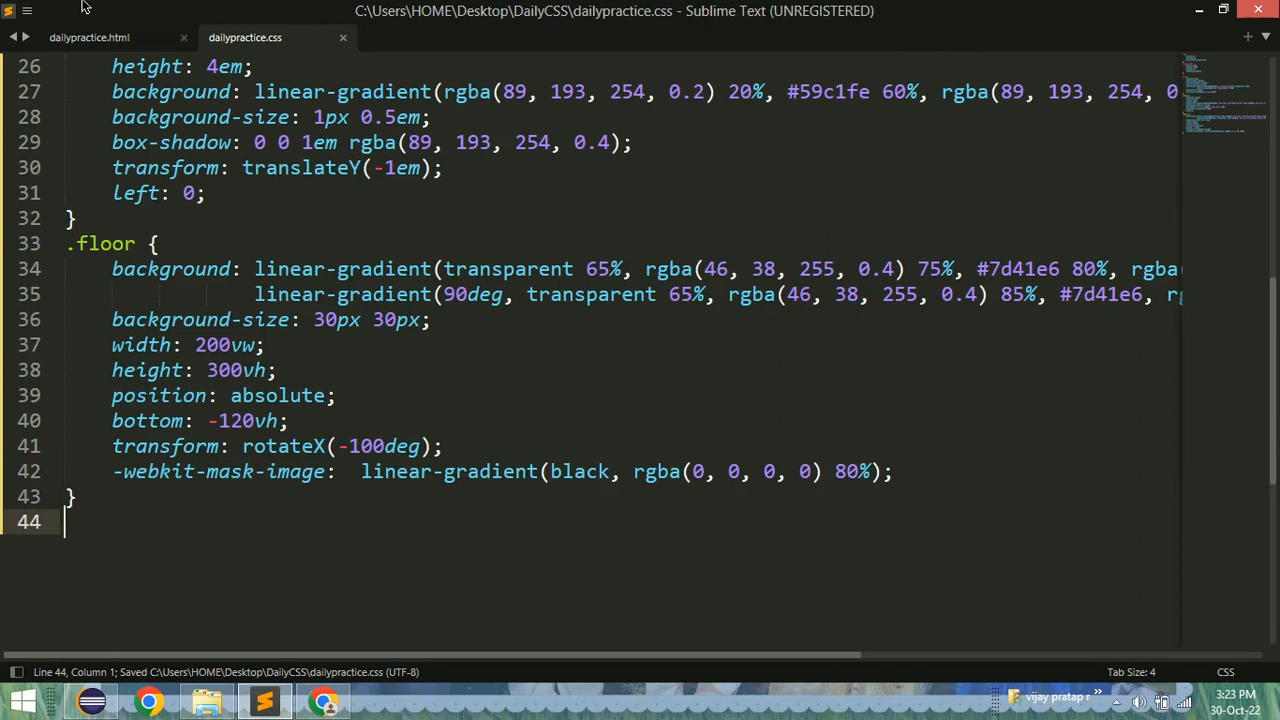 C:\Users\HOME\Desktop\DailyCSS\dailypractice.css - Sublime Text (UNREGISTERED)
dailypractice.html
dailypractice.css
26 height: 4em;
27 background: linear-gradient(rgba(89, 193, 254, 0.2) 20%, #59c1fe 60%, rgba(89, 193, 254, 0
28 background-size: 1px 0.5em;
29 box-shadow: 0 0 1em rgba(89, 193, 254, 0.4);
30 transform: translateY(-1em);
31 left: 0;
32 }
33 .floor {
34 background: linear-gradient(transparent 65%, rgba(46, 38, 255, 0.4) 75%, #7d41e6 80%, rgba
35 linear-gradient(90deg, transparent 65%, rgba(46, 38, 255, 0.4) 85%, #7d41e6, rg
36 background-size: 30px 30px;
37 width: 200vw;
38 height: 300vh;
39 position: absolute;
40 bottom: -120vh;
41 transform: rotateX(-100deg);
42 -webkit-mask-image:  linear-gradient(black, rgba(0, 0, 0, 0) 80%);
43 }
44
Line 44, Column 1; Saved C:\Users\HOME\Desktop\DailyCSS\dailypractice.css (UTF-8)
Tab Size: 4
CSS
vijay pratap r »
3:23 PM
30-Oct-22